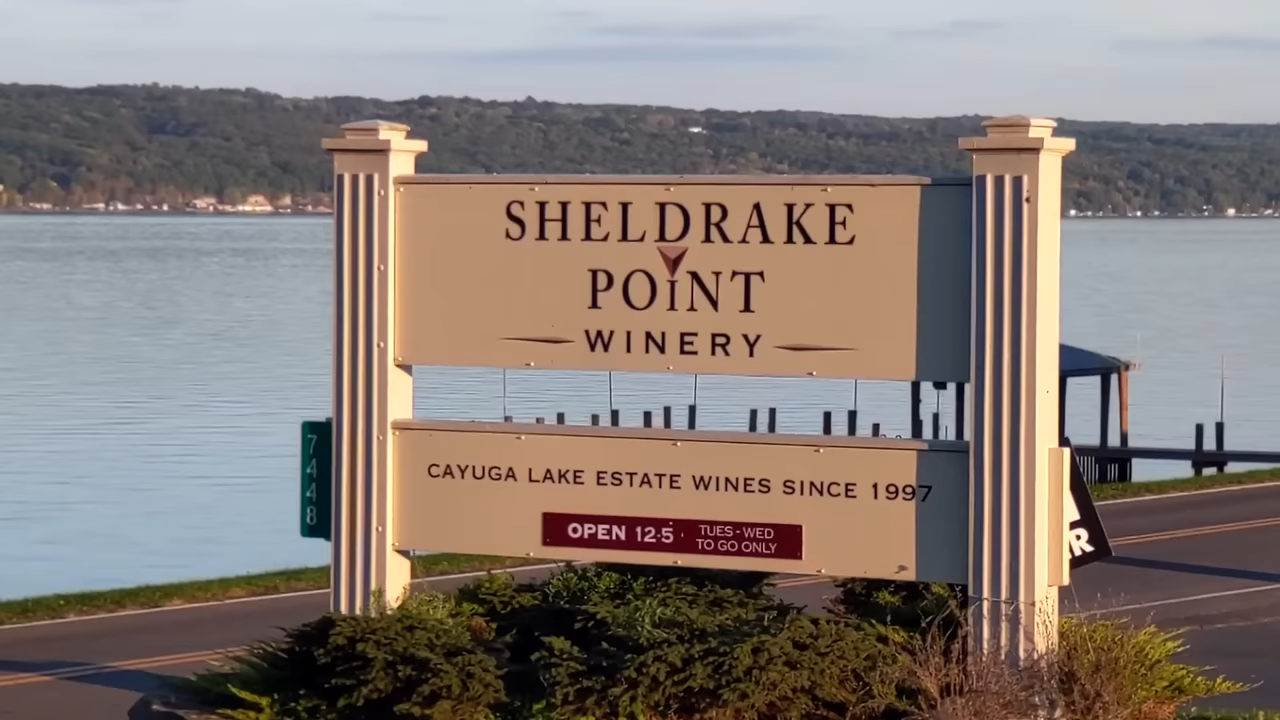 SHELDRAKE
POINT
WINERY
7448
CAYUGA LAKE ESTATE WINES SINCE 1997
OPEN 12-5 · TUES-WED
TO GO ONLY
R